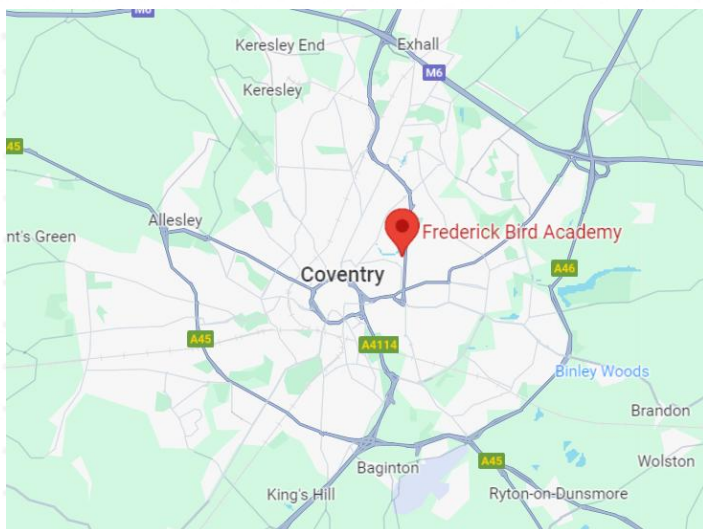 M6
Keresley End
Exhall
M6
Keresley
A45
Allesley
nt's Green
Frederick Bird Academy
Coventry
A46
A45
A4114
Binley Woods
Brandon
A45
Wolston
Baginton
King's Hill
Ryton-on-Dunsmore